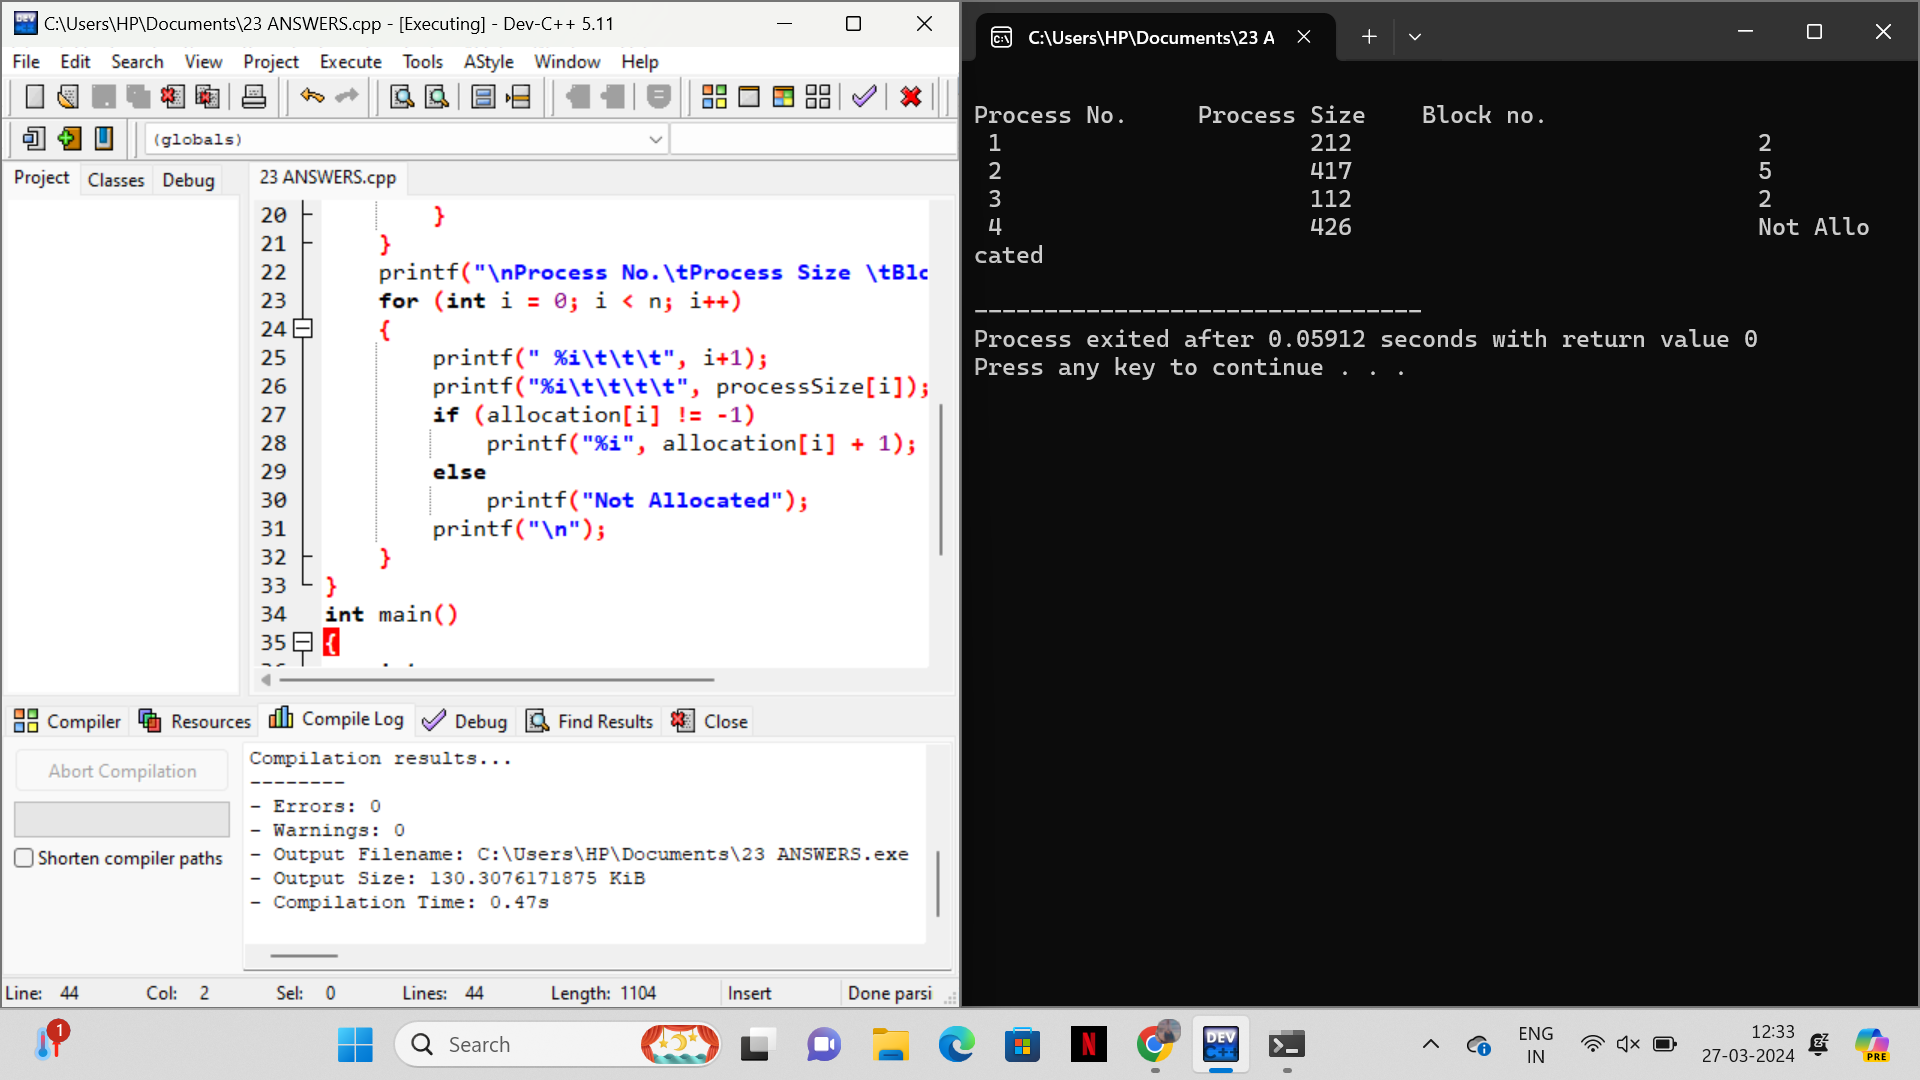 C:\Users\HP\Documents\23 ANSWERS.cpp - [Executing] - Dev-C++ 5.11
File Edit Search View Project Execute Tools AStyle Window Help
(globals)
Project Classes Debug
23 ANSWERS.cpp
20 }
21 }
22 printf("\nProcess No.\tProcess Size \tBlo
23 for (int i = 0; i < n; i++)
24 {
25 printf(" %i\t\t\t", i+1);
26 printf("%i\t\t\t\t", processSize[i]);
27 if (allocation[i] != -1)
28 printf("%i", allocation[i] + 1);
29 else
30 printf("Not Allocated");
31 printf("\n");
32 }
33 }
34 int main()
35 {
Compiler Resources Compile Log Debug Find Results Close
Abort Compilation
Shorten compiler paths
Compilation results...
--------
- Errors: 0
- Warnings: 0
- Output Filename: C:\Users\HP\Documents\23 ANSWERS.exe
- Output Size: 130.3076171875 KiB
- Compilation Time: 0.47s
Line: 44 Col: 2 Sel: 0 Lines: 44 Length: 1104 Insert Done parsi
C:\Users\HP\Documents\23 A
Process No. Process Size Block no.
1 212 2
2 417 5
3 112 2
4 426 Not Allo
cated
--------------------------------
Process exited after 0.05912 seconds with return value 0
Press any key to continue . . .
1
Search
DEV
C++
N
ENG
IN
12:33
27-03-2024
PRE